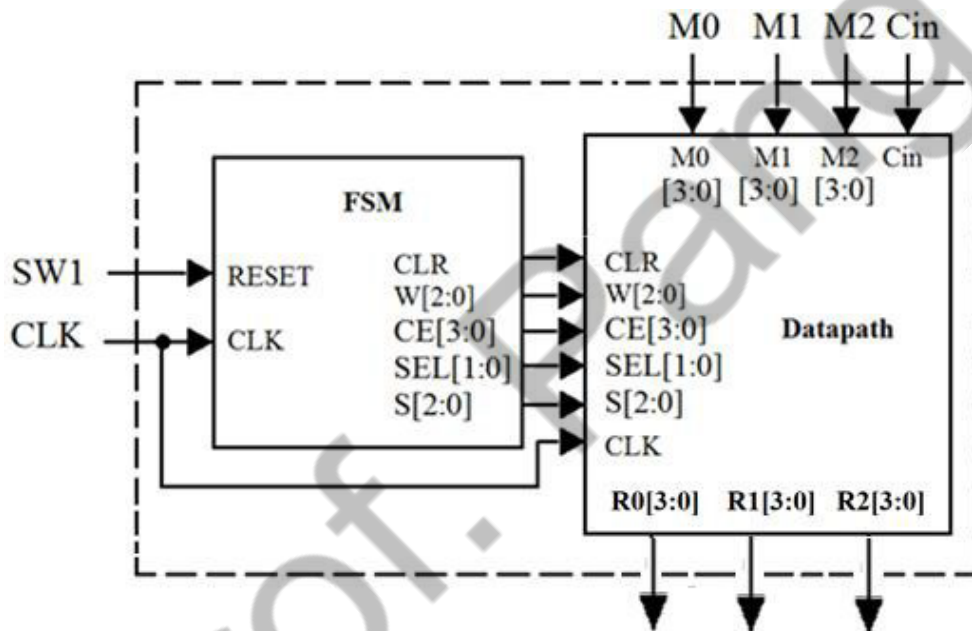 M0 M1 M2 Cin
M0 M1 M2 Cin
[3:0] [3:0] [3:0]
FSM
SW1
RESET
CLK
CLK
CLR
W[2:0]
CE[3:0]
SEL[1:0]
S[2:0]
CLR
W[2:0]
CE[3:0]
SEL[1:0]
S[2:0]
CLK
Datapath
R0[3:0] R1[3:0] R2[3:0]
of. Pang